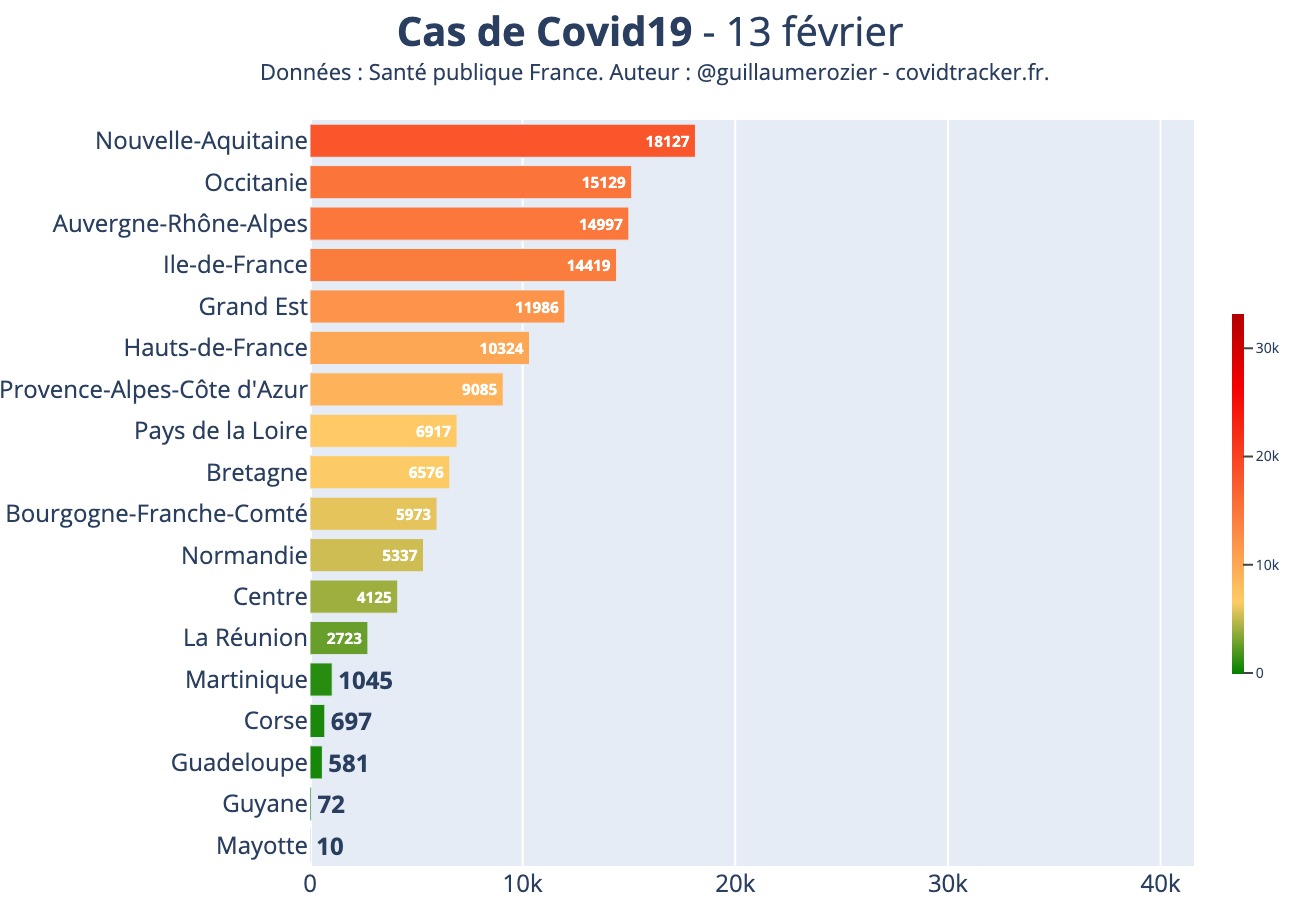 Cas de Covid19 - 13 février
Données : Santé publique France. Auteur : @guillaumerozier - covidtracker.fr.
Nouvelle-Aquitaine 18127
Occitanie 15129
Auvergne-Rhône-Alpes 14997
Ile-de-France 14419
Grand Est 11986
Hauts-de-France 10324
Provence-Alpes-Côte d'Azur 9085
Pays de la Loire 6917
Bretagne 6576
Bourgogne-Franche-Comté 5973
Normandie 5337
Centre 4125
La Réunion 2723
Martinique 1045
Corse 697
Guadeloupe 581
Guyane 72
Mayotte 10
0 10k 20k 30k 40k
30k
20k
10k
0